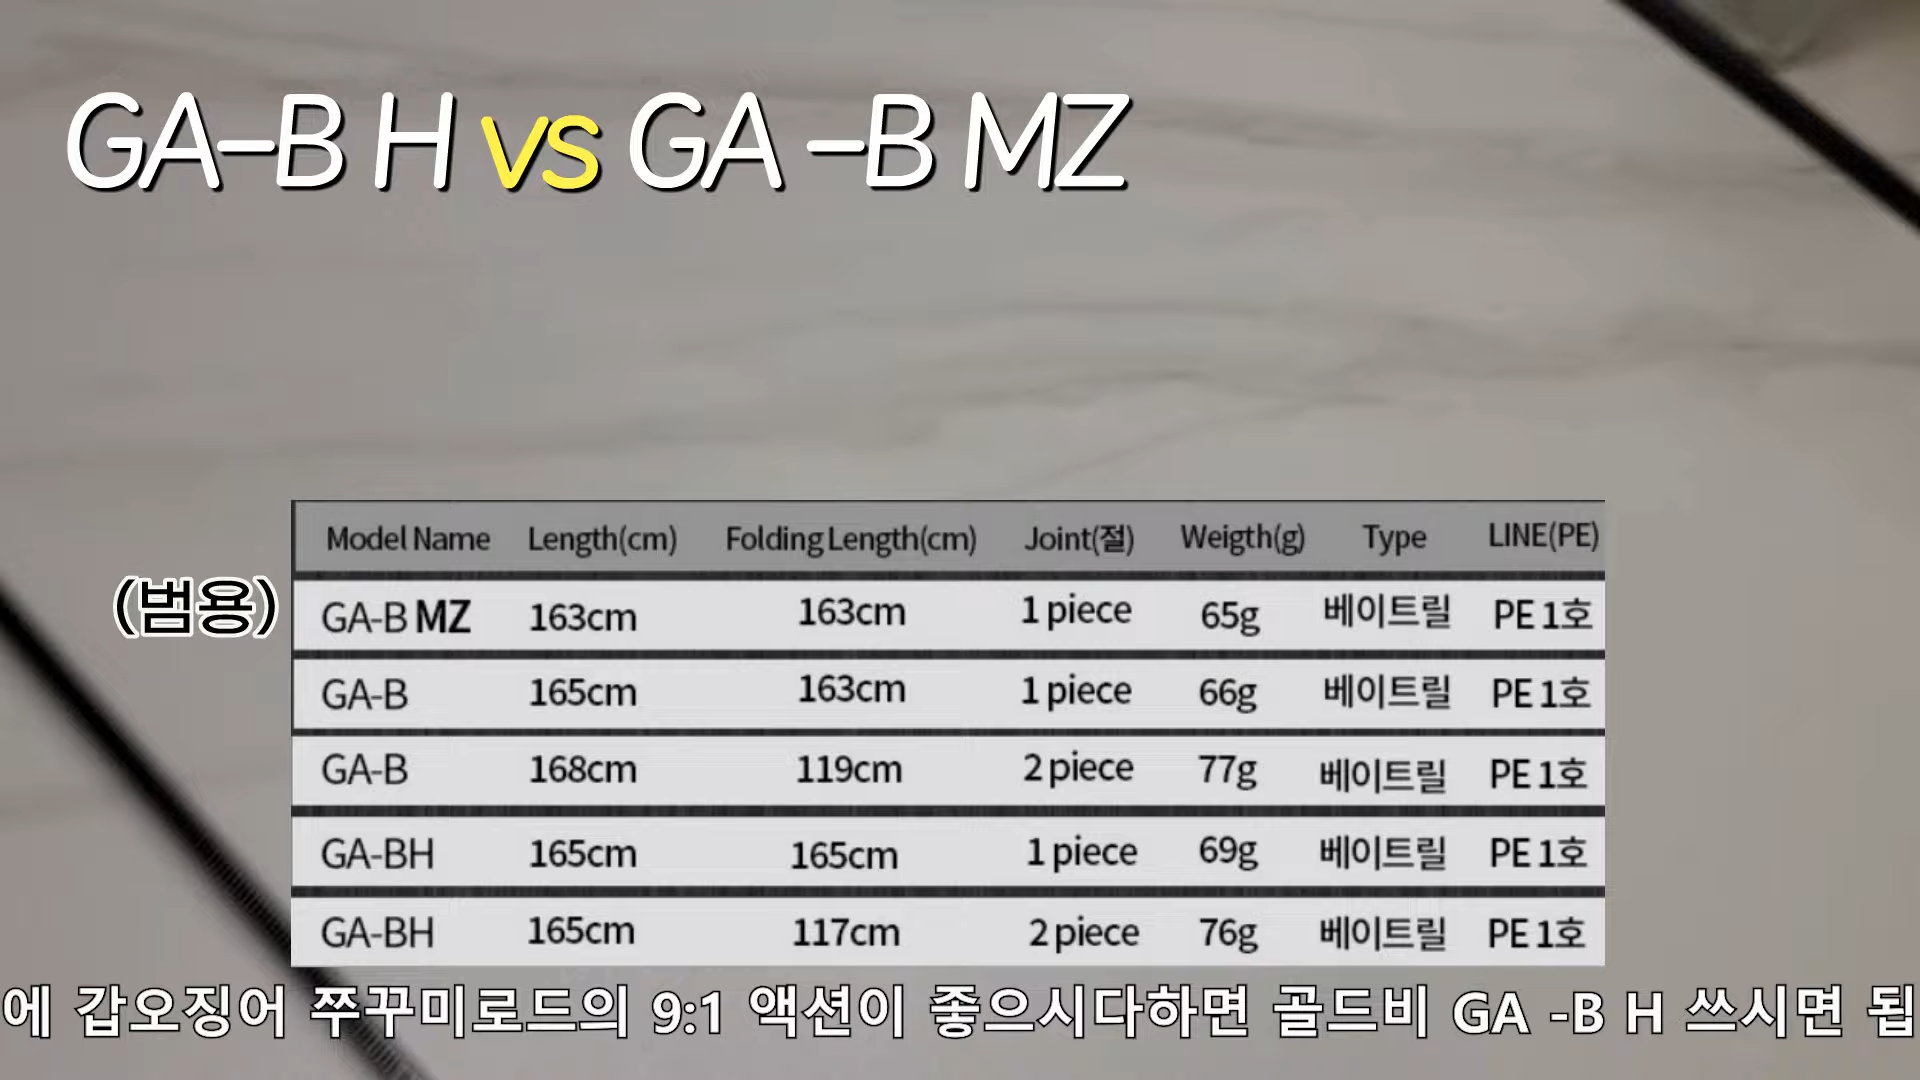 GA-B H vs GA -B MZ
Model Name Length(cm) Folding Length(cm) Joint(절) Weigth(g) Type LINE(PE)
(범용) GA-B MZ 163cm 163cm 1 piece 65g 베이트릴 PE 1호
GA-B 165cm 163cm 1 piece 66g 베이트릴 PE 1호
GA-B 168cm 119cm 2 piece 77g 베이트릴 PE 1호
GA-BH 165cm 165cm 1 piece 69g 베이트릴 PE 1호
GA-BH 165cm 117cm 2 piece 76g 베이트릴 PE 1호
에 갑오징어 쭈꾸미로드의 9:1 액션이 좋으시다하면 골드비 GA -B H 쓰시면 됩